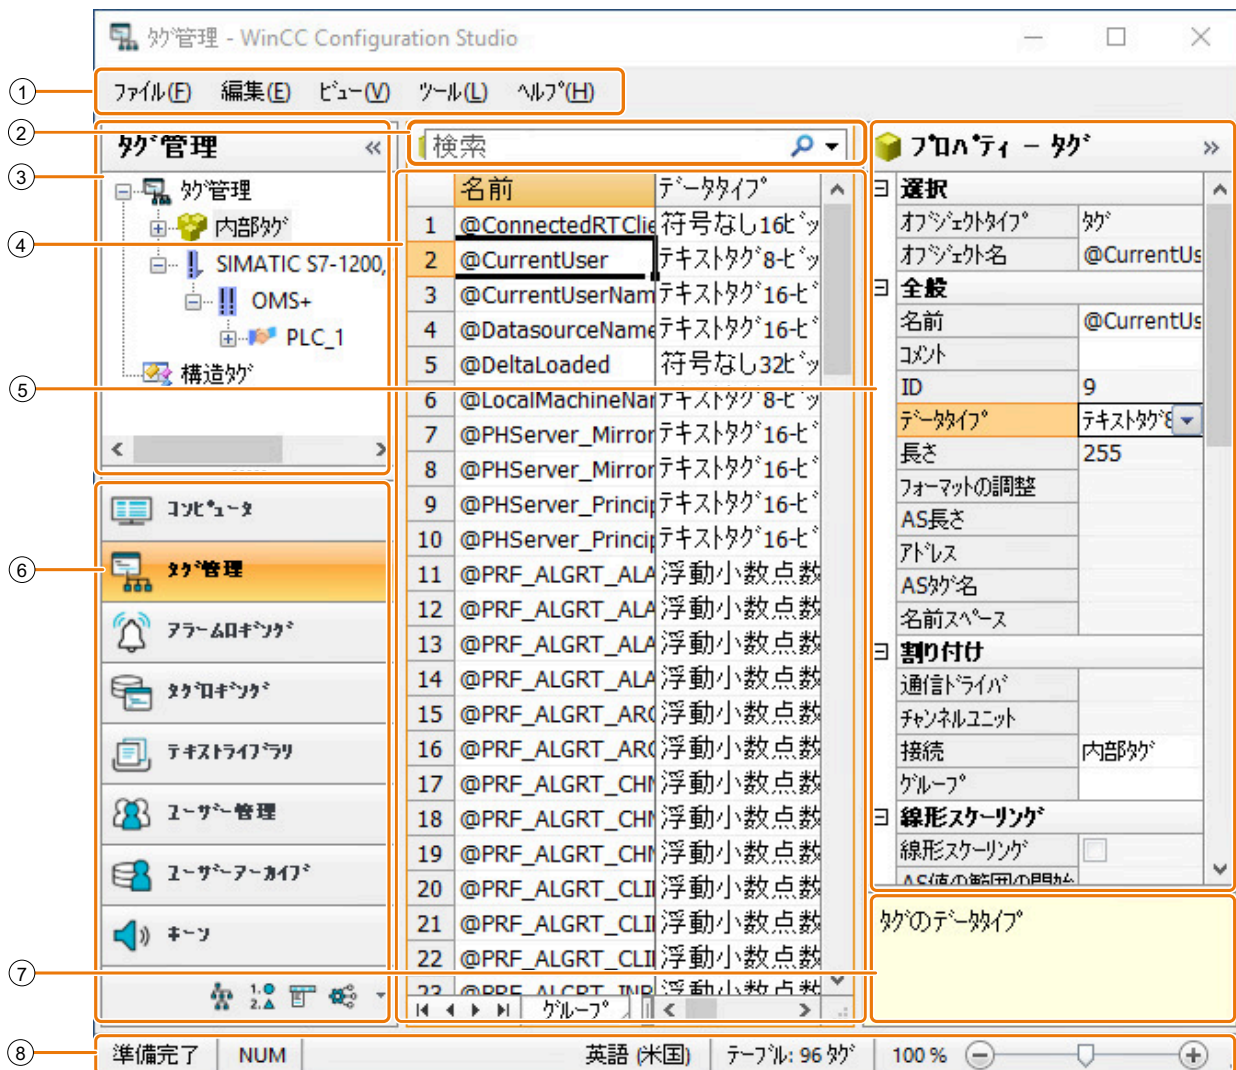 タグ管理 - WinCC Configuration Studio
① ファイル(F) 編集(E) ビュー(V) ツール(L) ヘルプ(H)
② 検索
③ タグ管理 «
タグ管理
内部タグ
SIMATIC S7-1200,
OMS+
PLC_1
構造タグ
⑥
コンピュータ
タグ管理
アラームロギング
タグロギング
テキストライブラリ
ユーザー管理
ユーザーアーカイブ
キーン
④
名前 データタイプ
1 @ConnectedRTClie 符号なし16ビッ
2 @CurrentUser テキストタグ8-ビッ
3 @CurrentUserNam テキストタグ16-ビ
4 @DatasourceName テキストタグ16-ビ
5 @DeltaLoaded 符号なし32ビッ
6 @LocalMachineNar テキストタグ8-ビッ
7 @PHServer_Mirror テキストタグ16-ビ
8 @PHServer_Mirror テキストタグ16-ビ
9 @PHServer_Princip テキストタグ16-ビ
10 @PHServer_Princip テキストタグ16-ビ
11 @PRF_ALGRT_ALA 浮動小数点数
12 @PRF_ALGRT_ALA 浮動小数点数
13 @PRF_ALGRT_ALA 浮動小数点数
14 @PRF_ALGRT_ALA 浮動小数点数
15 @PRF_ALGRT_ARC 浮動小数点数
16 @PRF_ALGRT_ARC 浮動小数点数
17 @PRF_ALGRT_CHN 浮動小数点数
18 @PRF_ALGRT_CHN 浮動小数点数
19 @PRF_ALGRT_CHN 浮動小数点数
20 @PRF_ALGRT_CLI 浮動小数点数
21 @PRF_ALGRT_CLI 浮動小数点数
22 @PRF_ALGRT_CLI 浮動小数点数
23 @PRF_ALGRT_INP 浮動小数点数
グループ
⑤
プロパティ - タグ »
選択
オブジェクトタイプ タグ
オブジェクト名 @CurrentUs
全般
名前 @CurrentUs
コメント
ID 9
データタイプ テキストタグ8
長さ 255
フォーマットの調整
AS長さ
アドレス
ASタグ名
名前スペース
割り付け
通信ドライバ
チャンネルユニット
接続 内部タグ
グループ
線形スケーリング
線形スケーリング
AS値の範囲の開始
⑦ タグのデータタイプ
⑧ 準備完了 NUM 英語 (米国) テーブル: 96 タグ 100 %